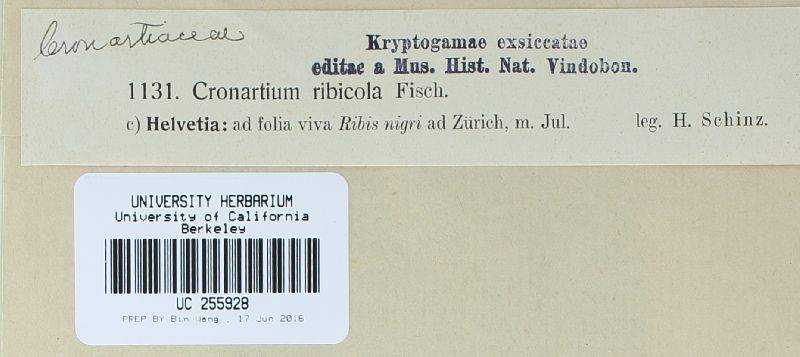 Cronartiaceae
Kryptogamae exsiccatae
editae a Mus. Hist. Nat. Vindobon.
1131. Cronartium ribicola Fisch.
c) Helvetia: ad folia viva Ribis nigri ad Zürich, m. Jul. leg. H. Schinz.
UNIVERSITY HERBARIUM
University of California
Berkeley
UC 255928
PREP BY Bin Wang , 17 Jun 2016